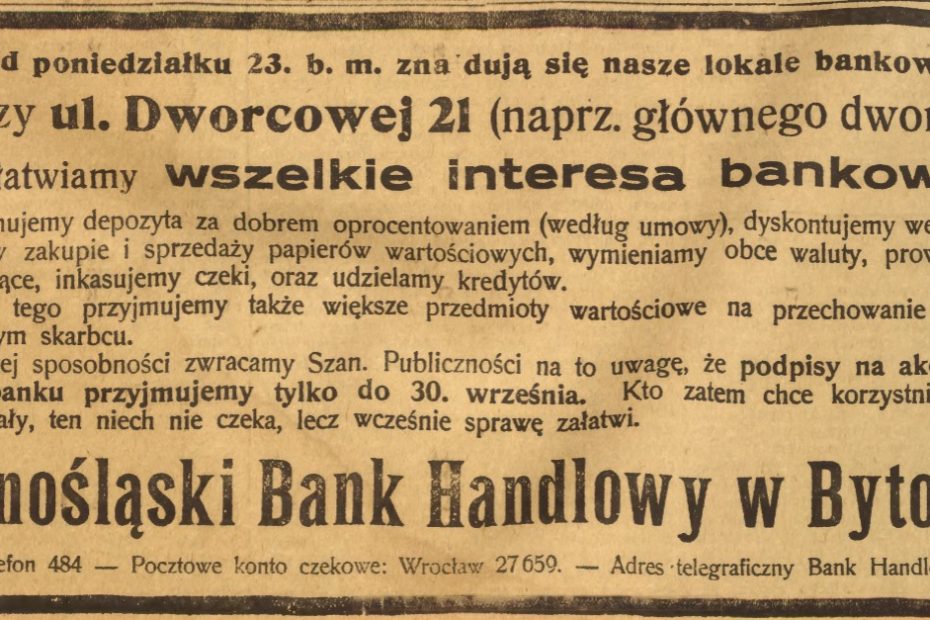 d poniedziałku 23. b. m. zna dują się nasze lokale bankow
zy ul. Dworcowej 21 (naprz. głównego dwor
łatwiamy wszelkie interesa bankow
nujemy depozyta za dobrem oprocentowaniem (według umowy), dyskontujemy we
y zakupie i sprzedaży papierów wartościowych, wymieniamy obce waluty, prow
ące, inkasujemy czeki, oraz udzielamy kredytów.
tego przyjmujemy także większe przedmioty wartościowe na przechowanie
ym skarbcu.
ej sposobności zwracamy Szan. Publiczności na to uwagę, że podpisy na ak
banku przyjmujemy tylko do 30. września. Kto zatem chce korzystni
ały, ten niech nie czeka, lecz wcześnie sprawę załatwi.
nośląski Bank Handlowy w Byto
efon 484 — Pocztowe konto czekowe: Wrocław 27659. — Adres telegraficzny Bank Handl